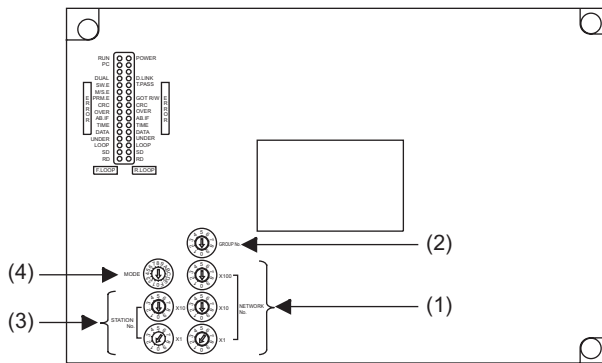 RUN POWER
PC
DUAL D.LINK
SW.E T.PASS
M/S.E
PRM.E GOT R/W
CRC CRC
OVER OVER
AB.IF AB.IF
TIME TIME
DATA DATA
UNDER UNDER
LOOP LOOP
SD SD
RD RD
ERROR
ERROR
F.LOOP R.LOOP
GROUP No.
(2)
(4)
MODE
X100
(3)
STATION No.
X10
X10
NETWORK No.
(1)
X1
X1